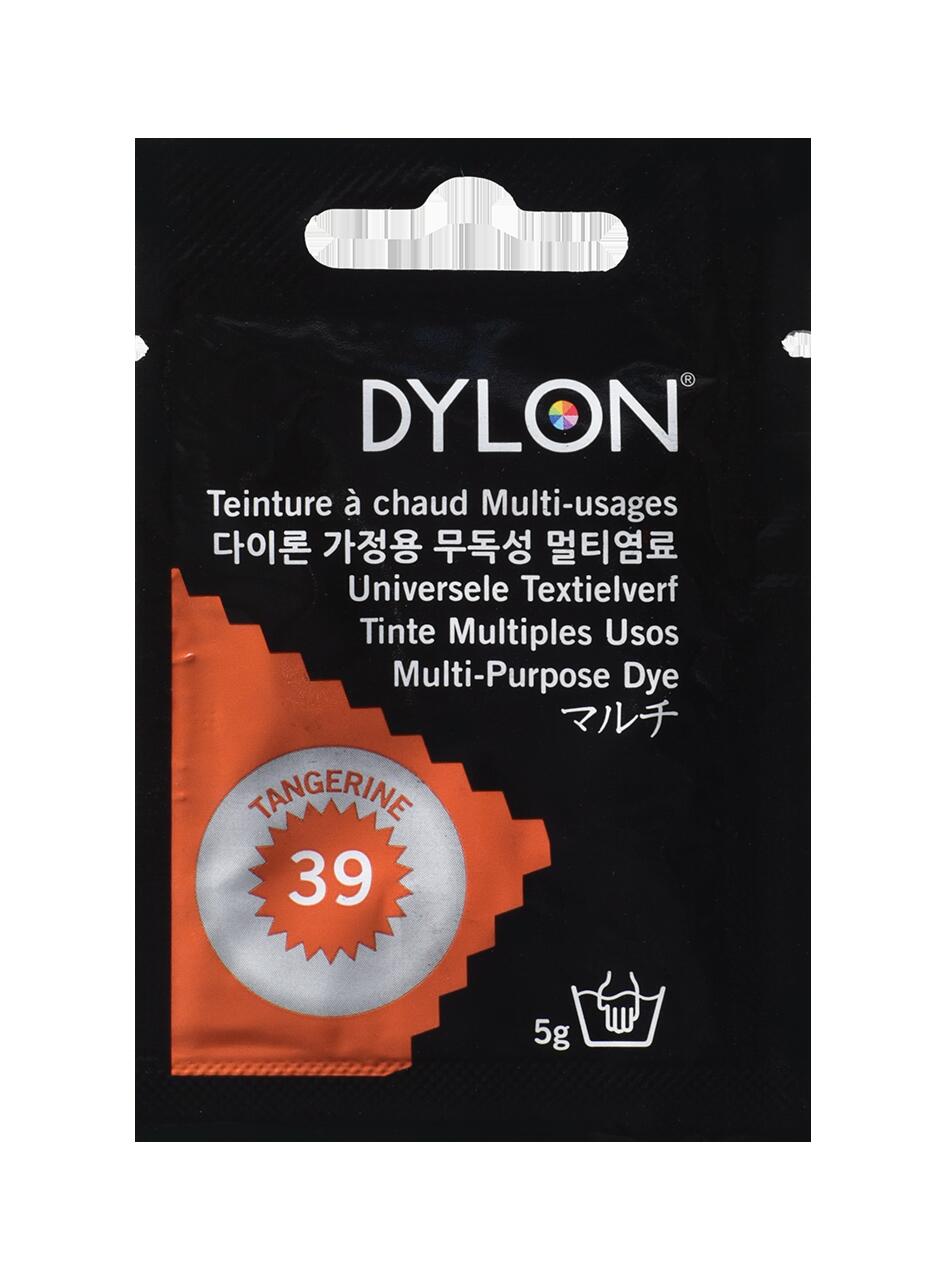 DYLON®
Teinture à chaud Multi-usages
다이론 가정용 무독성 멀티염료
Universele Textielverf
Tinte Multiples Usos
Multi-Purpose Dye
マルチ
TANGERINE
39
5g